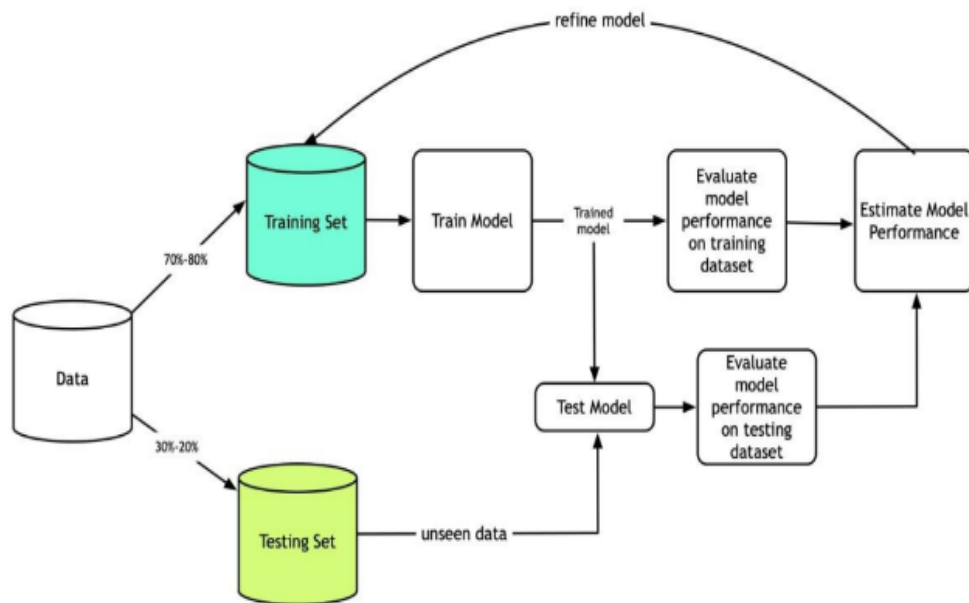 refine model
Training Set
Train Model
Trained
model
Evaluate
model
performance
on training
dataset
Estimate Model
Performance
70%-80%
Data
30%-20%
Test Model
Evaluate
model
performance
on testing
dataset
Testing Set
unseen data